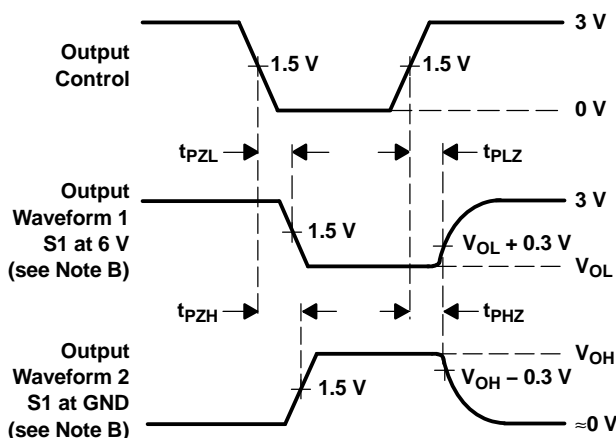 3 V
Output
Control
1.5 V
1.5 V
0 V
tPZL
tPLZ
Output
Waveform 1
S1 at 6 V
(see Note B)
3 V
1.5 V
VOL + 0.3 V
VOL
tPZH
tPHZ
Output
Waveform 2
S1 at GND
(see Note B)
VOH
VOH − 0.3 V
1.5 V
≈0 V